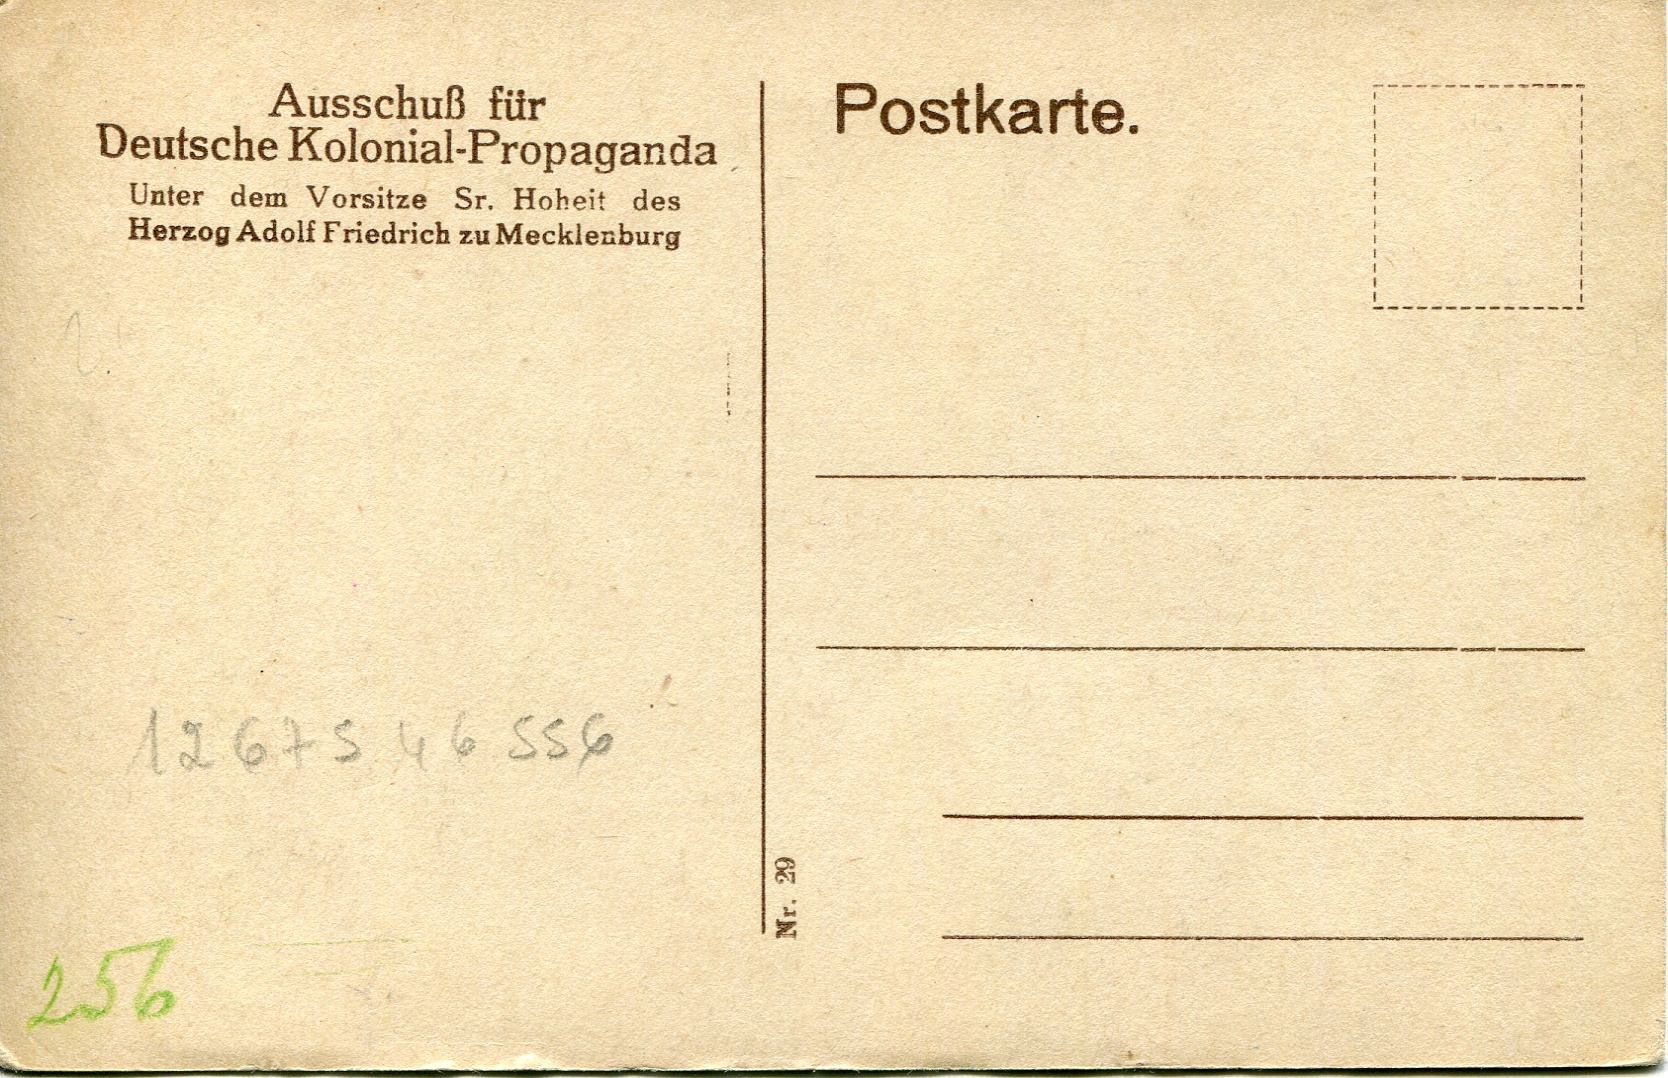 Ausschuß für
Deutsche Kolonial-Propaganda
Unter dem Vorsitze Sr. Hoheit des
Herzog Adolf Friedrich zu Mecklenburg
Postkarte.
12675 46 556
Nr. 29
256